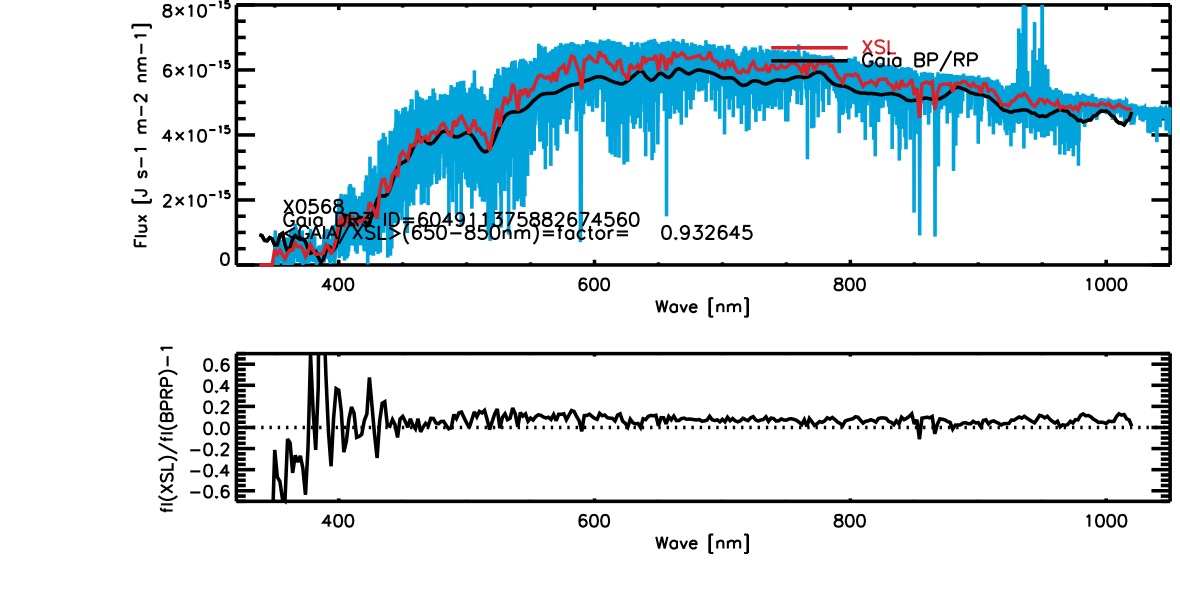 8×10⁻¹⁵
6×10⁻¹⁵
4×10⁻¹⁵
2×10⁻¹⁵
0
Flux [J s−1 m−2 nm−1]
XSL
Gaia BP/RP
X0568
Gaia DR3 ID=6049113758826745​60
<GAIA/XSL>(650−850nm)=factor= 0.932645
400 600 800 1000
Wave [nm]
fl(XSL)/fl(BPRP)−1
0.6
0.4
0.2
0.0
−0.2
−0.4
−0.6
400 600 800 1000
Wave [nm]